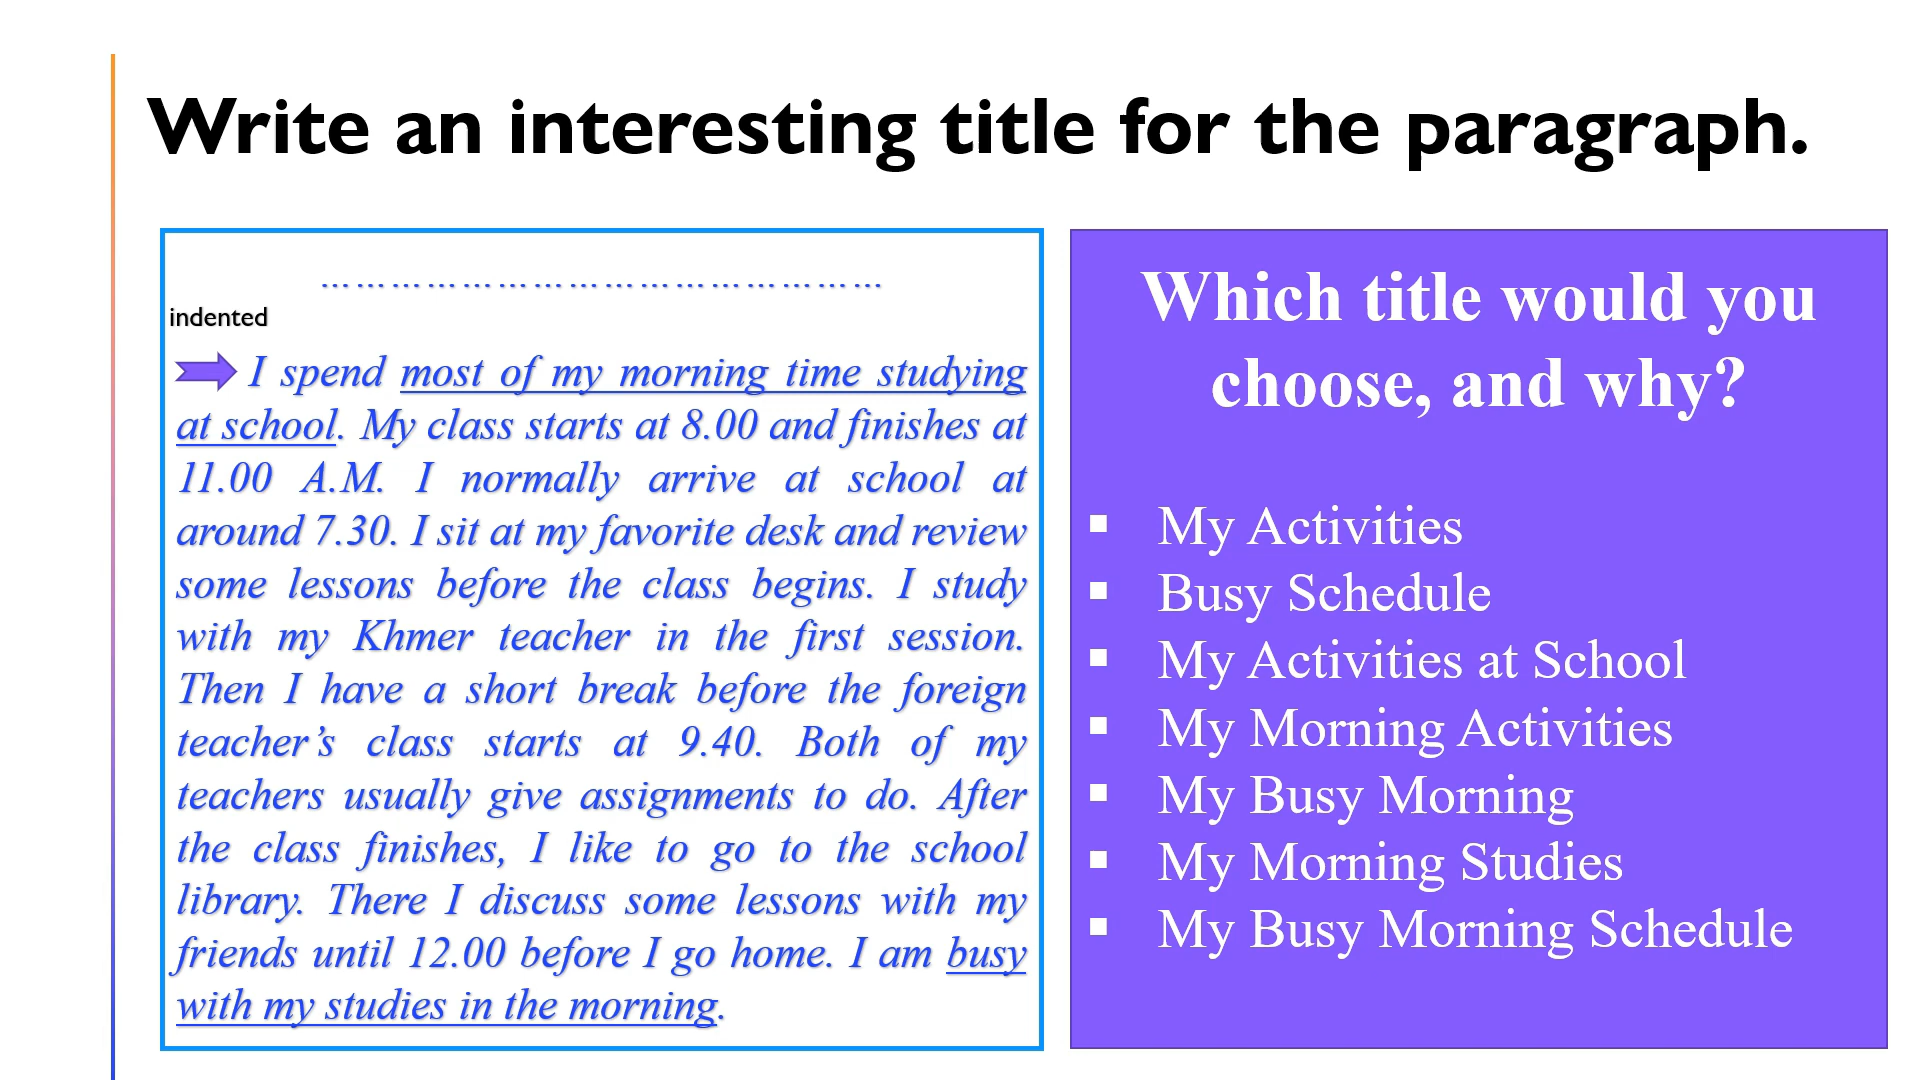 Write an interesting title for the paragraph.
… … … … … … … … … … … … … … … …
indented
I spend most of my morning time studying
at school. My class starts at 8.00 and finishes at
11.00 A.M. I normally arrive at school at
around 7.30. I sit at my favorite desk and review
some lessons before the class begins. I study
with my Khmer teacher in the first session.
Then I have a short break before the foreign
teacher’s class starts at 9.40. Both of my
teachers usually give assignments to do. After
the class finishes, I like to go to the school
library. There I discuss some lessons with my
friends until 12.00 before I go home. I am busy
with my studies in the morning.
Which title would you
choose, and why?
▪ My Activities
▪ Busy Schedule
▪ My Activities at School
▪ My Morning Activities
▪ My Busy Morning
▪ My Morning Studies
▪ My Busy Morning Schedule